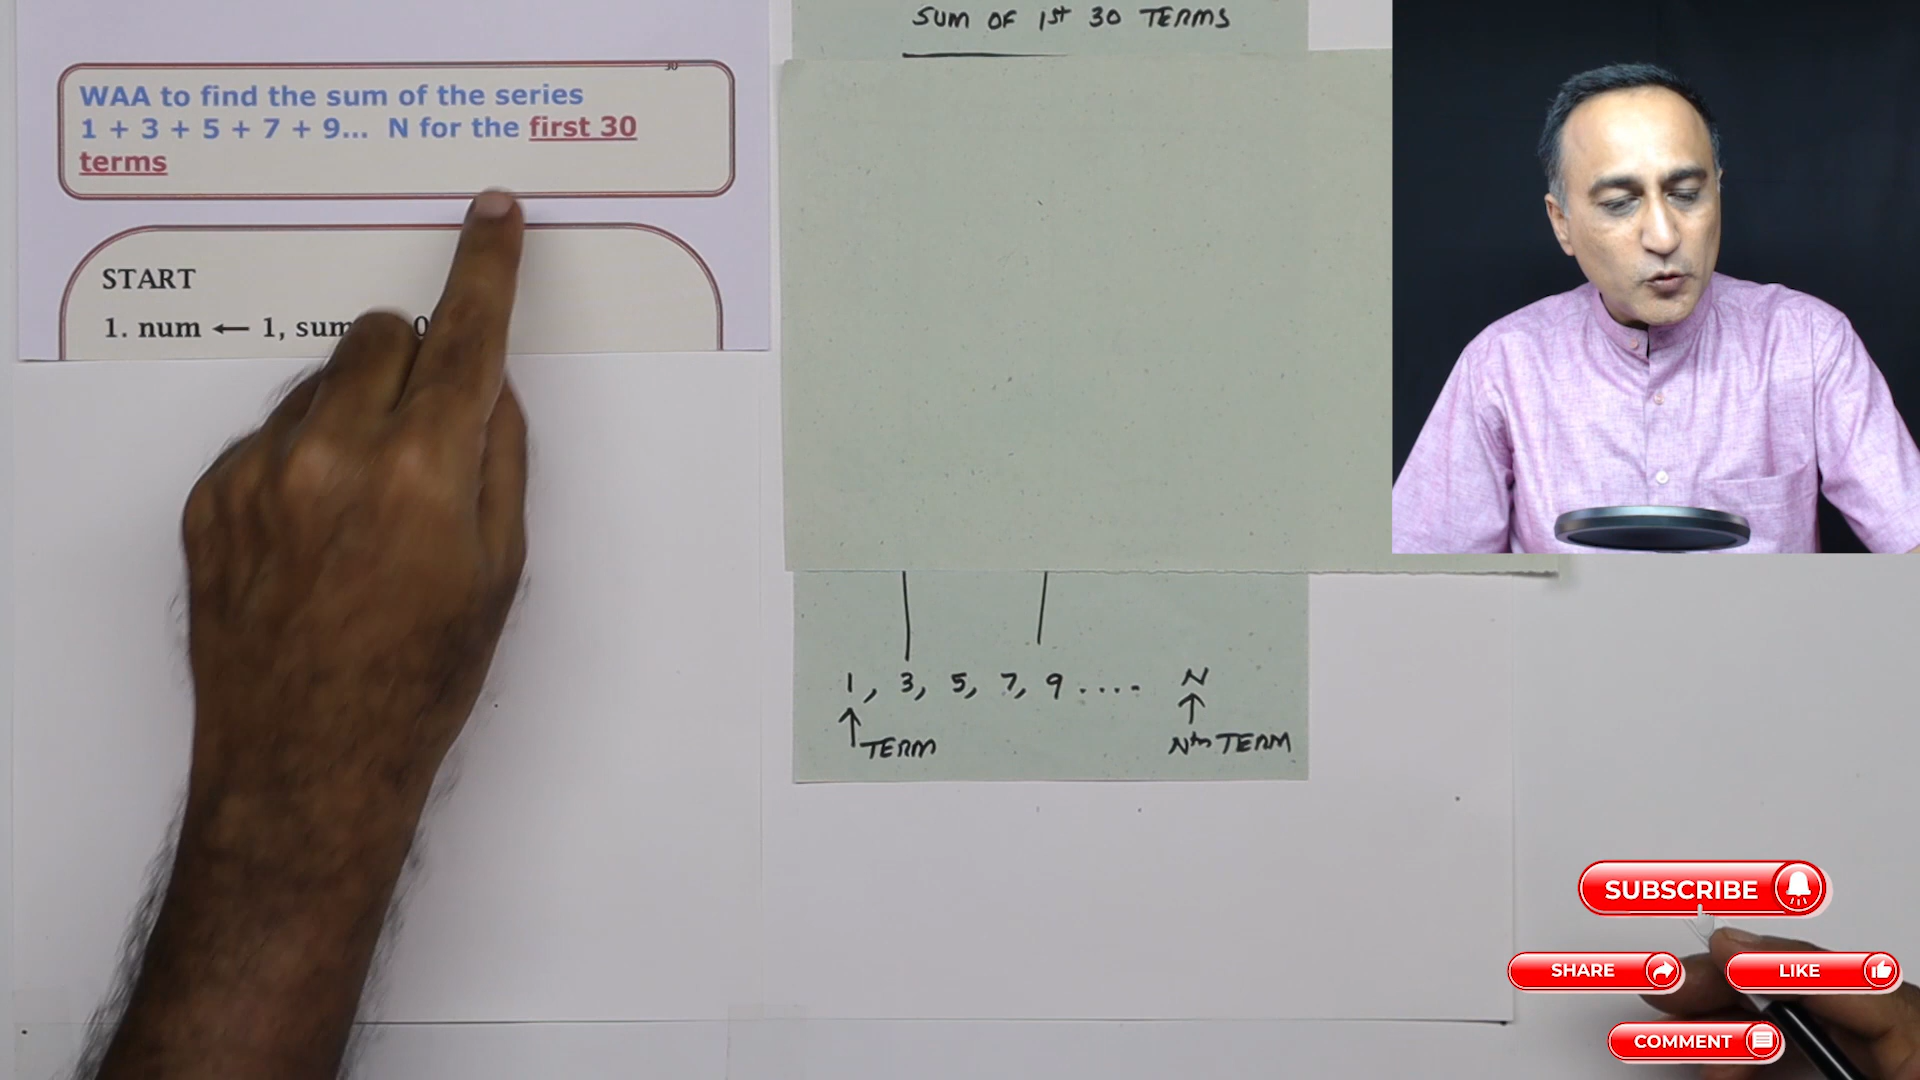 SUM OF 1st 30 TERMS
30
WAA to find the sum of the series
1 + 3 + 5 + 7 + 9... N for the first 30
terms
START
1. num ← 1, sum 0
1, 3, 5, 7, 9 .... N
TERM
Nth TERM
SUBSCRIBE
SHARE
LIKE
COMMENT